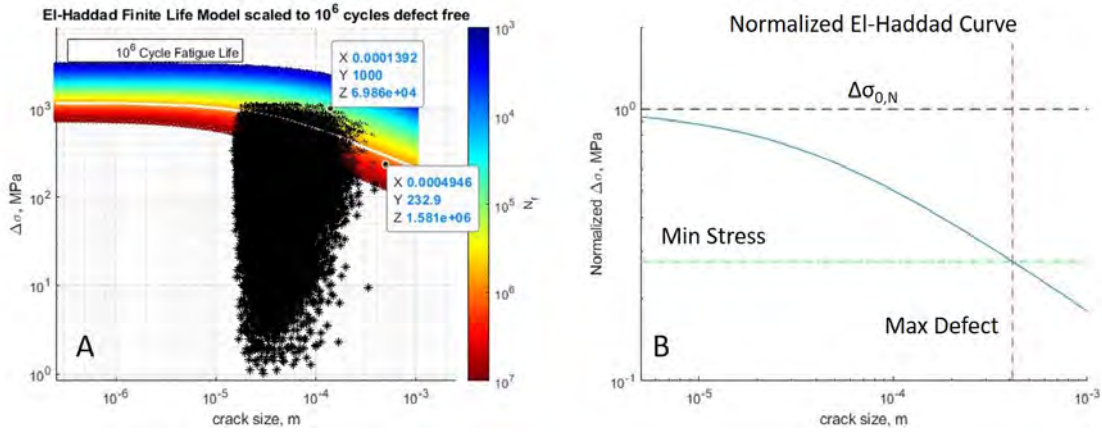 El-Haddad Finite Life Model scaled to 10^6 cycles defect free
10^6 Cycle Fatigue Life
X 0.0001392
Y 1000
Z 6.986e+04
X 0.0004946
Y 232.9
Z 1.581e+06
10^3
10^2
10^1
10^0
Δσ, MPa
10^-6
10^-5
10^-4
10^-3
crack size, m
A
10^3
10^4
10^5
10^6
10^7
N_f
Normalized El-Haddad Curve
Δσ_0,N
Min Stress
Max Defect
B
10^0
10^-1
Normalized Δσ, MPa
10^-5
10^-4
10^-3
crack size, m